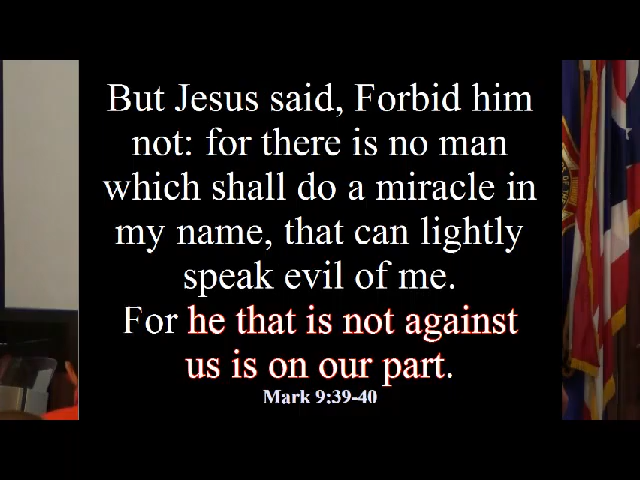 But Jesus said, Forbid him
not: for there is no man
which shall do a miracle in
my name, that can lightly
speak evil of me.
For he that is not against
us is on our part.
Mark 9:39-40